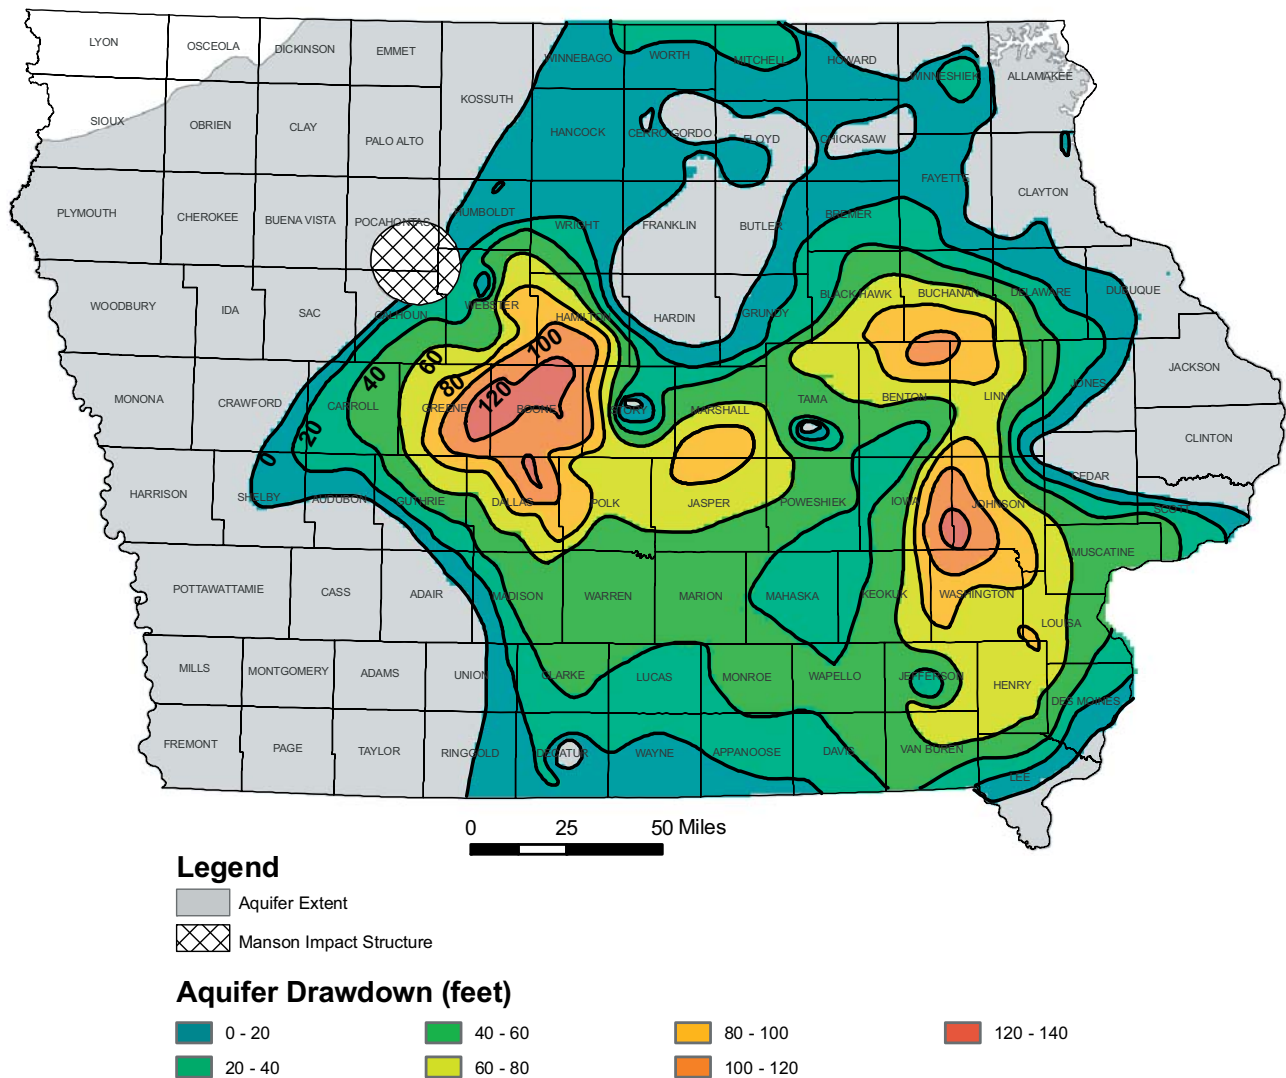 LYON
OSCEOLA
DICKINSON
EMMET
KOSSUTH
WINNEBAGO
WORTH
MITCHELL
HOWARD
WINNESHIEK
ALLAMAKEE
SIOUX
OBRIEN
CLAY
PALO ALTO
HANCOCK
CERRO GORDO
FLOYD
CHICKASAW
PLYMOUTH
CHEROKEE
BUENA VISTA
POCAHONTAS
HUMBOLDT
WRIGHT
FRANKLIN
BUTLER
BREMER
FAYETTE
CLAYTON
WOODBURY
IDA
SAC
CALHOUN
WEBSTER
HAMILTON
HARDIN
GRUNDY
BLACK HAWK
BUCHANAN
DELAWARE
DUBUQUE
MONONA
CRAWFORD
CARROLL
GREENE
BOONE
STORY
MARSHALL
TAMA
BENTON
LINN
JONES
JACKSON
CLINTON
CEDAR
0
20
40
60
80
100
120
HARRISON
SHELBY
AUDUBON
GUTHRIE
DALLAS
POLK
JASPER
POWESHIEK
IOWA
JOHNSON
SCOTT
MUSCATINE
POTTAWATTAMIE
CASS
ADAIR
MADISON
WARREN
MARION
MAHASKA
KEOKUK
WASHINGTON
LOUISA
MILLS
MONTGOMERY
ADAMS
UNION
CLARKE
LUCAS
MONROE
WAPELLO
JEFFERSON
HENRY
DES MOINES
FREMONT
PAGE
TAYLOR
RINGGOLD
DECATUR
WAYNE
APPANOOSE
DAVIS
VAN BUREN
LEE
0 25 50 Miles
Legend
Aquifer Extent
Manson Impact Structure
Aquifer Drawdown (feet)
0 - 20 40 - 60 80 - 100 120 - 140
20 - 40 60 - 80 100 - 120